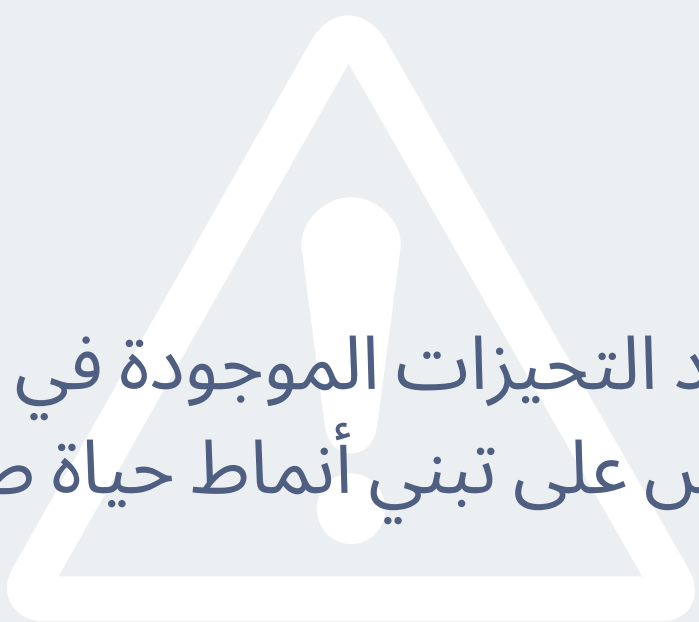 التحيزات الموجودة في
على تبني أنماط حياة